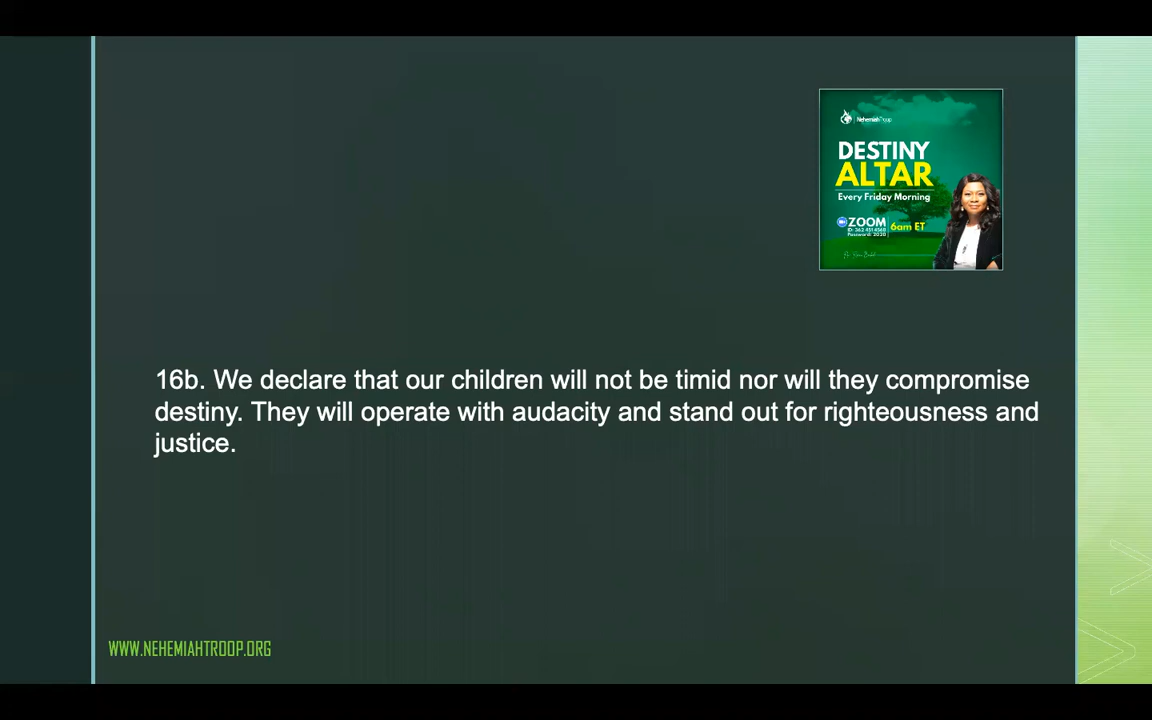 NehemiahTroop
DESTINY
ALTAR
Every Friday Morning
ZOOM
6am ET
16b. We declare that our children will not be timid nor will they compromise
destiny. They will operate with audacity and stand out for righteousness and
justice.
WWW.NEHEMIAHTROOP.ORG